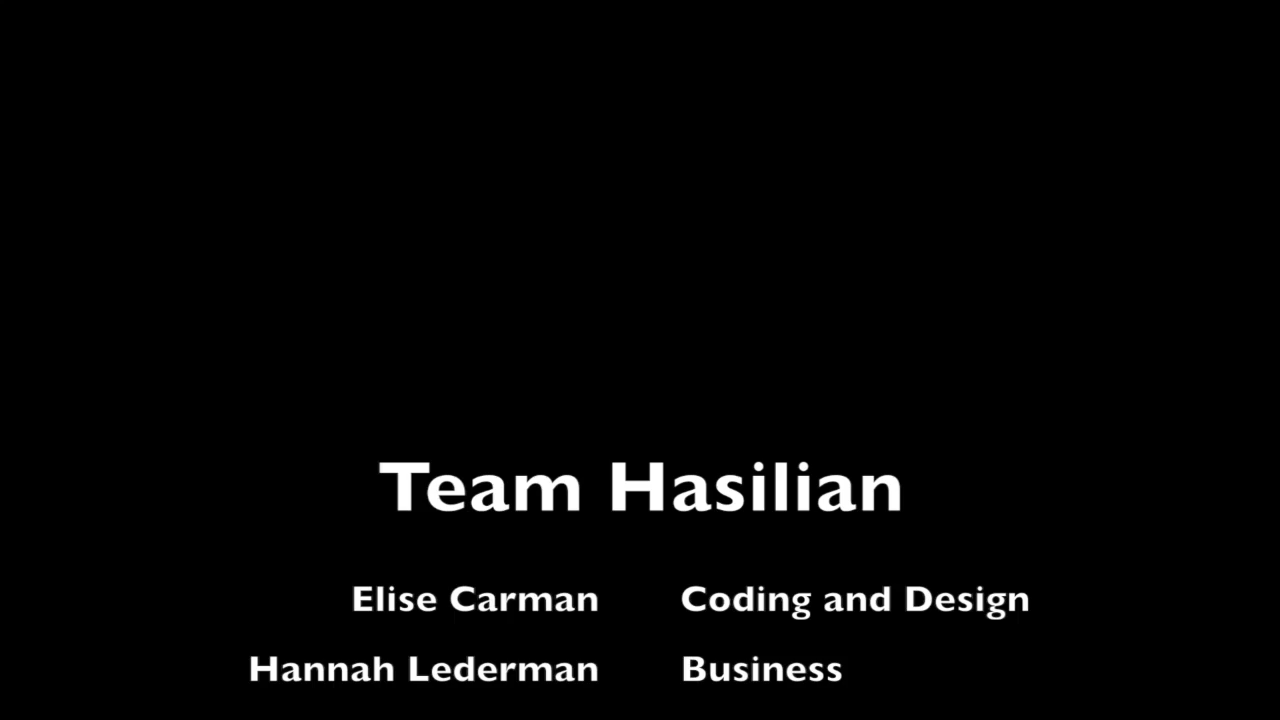 Team Hasilian
Elise Carman Coding and Design
Hannah Lederman Business